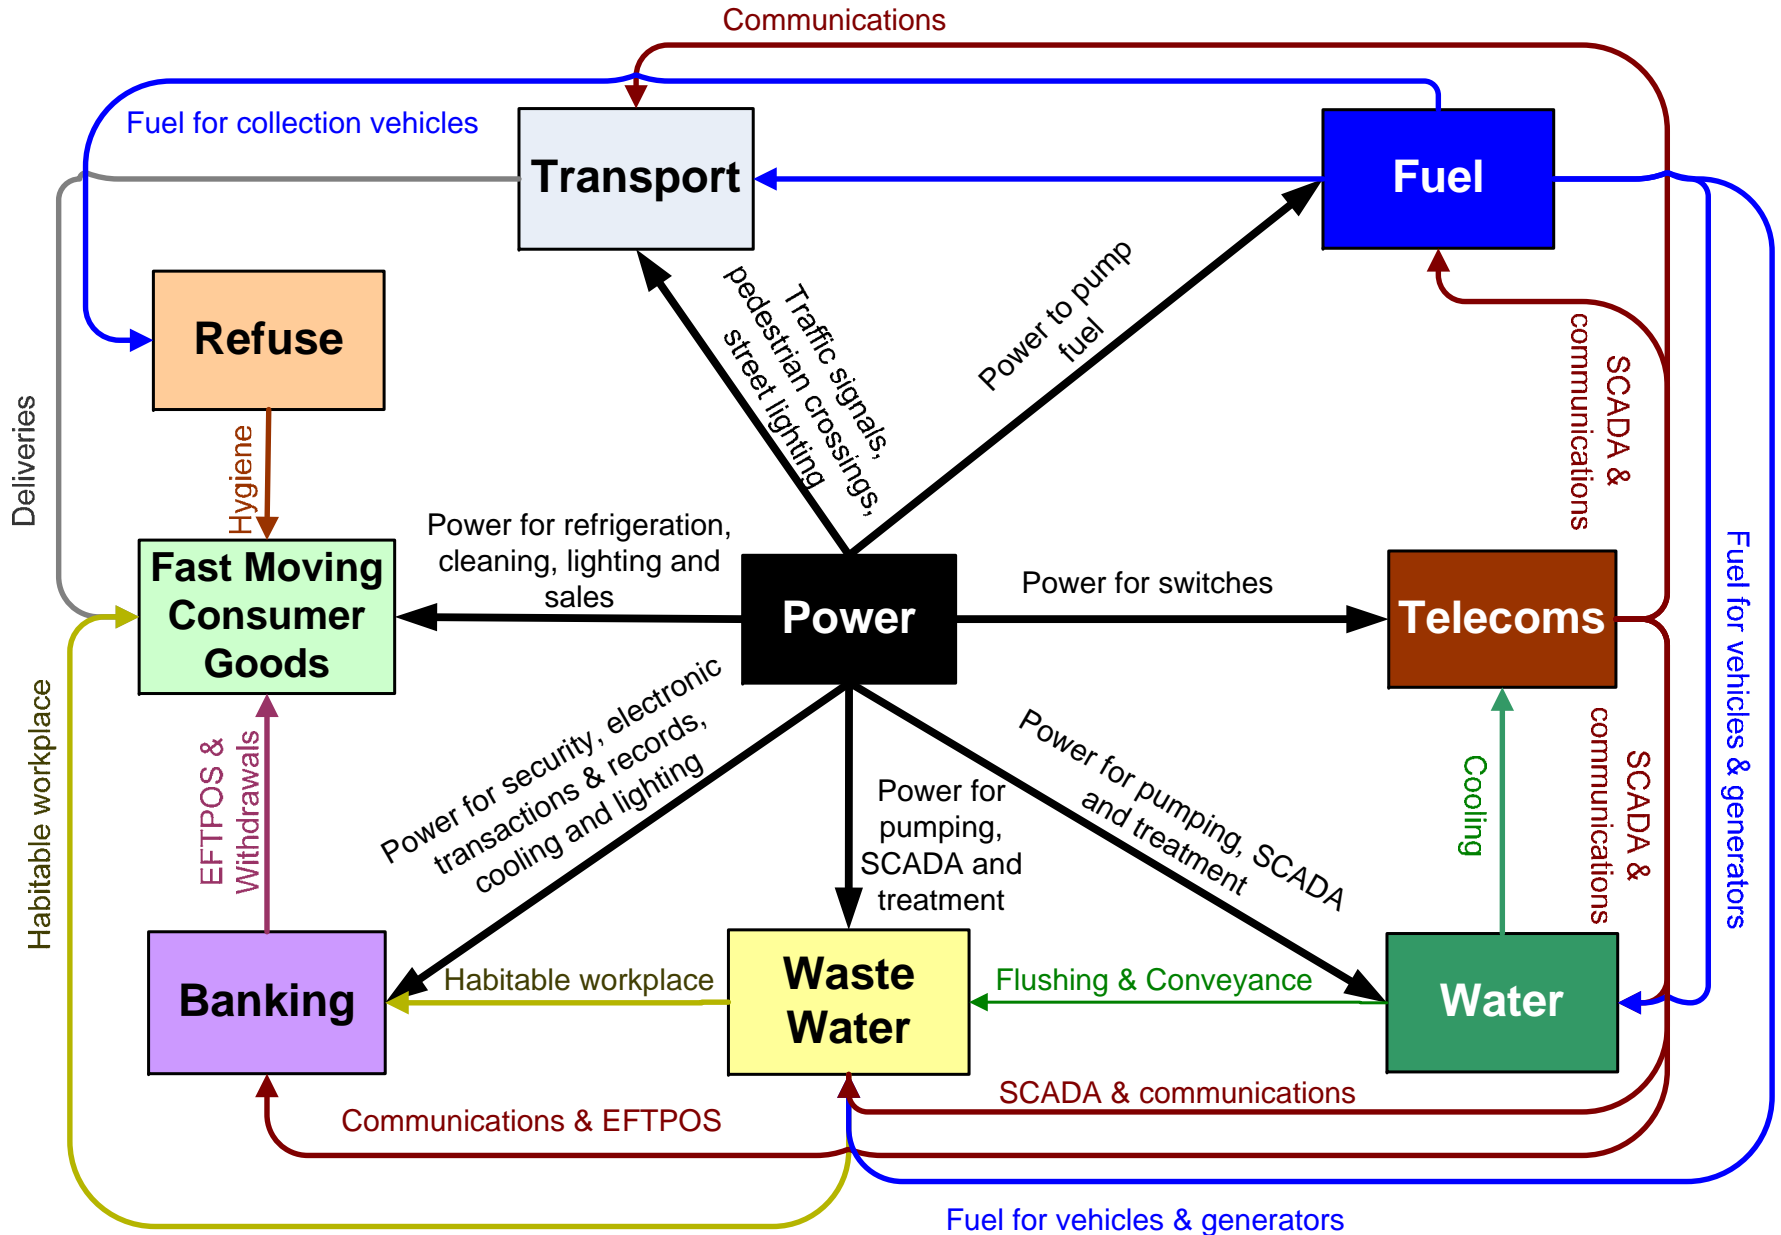 Communications
Fuel for collection vehicles
Transport
Fuel
Refuse
Traffic signals,
pedestrian crossings,
street lighting
Power to pump
fuel
SCADA &
communications
Deliveries
Hygiene
Fast Moving
Consumer
Goods
Power for refrigeration,
cleaning, lighting and
sales
Power
Power for switches
Telecoms
Fuel for vehicles & generators
Habitable workplace
EFTPOS &
Withdrawals
Power for security, electronic
transactions & records,
cooling and lighting
Power for
pumping,
SCADA and
treatment
Power for pumping, SCADA
and treatment
Cooling
SCADA &
communications
Banking
Habitable workplace
Waste
Water
Flushing & Conveyance
Water
Communications & EFTPOS
SCADA & communications
Fuel for vehicles & generators